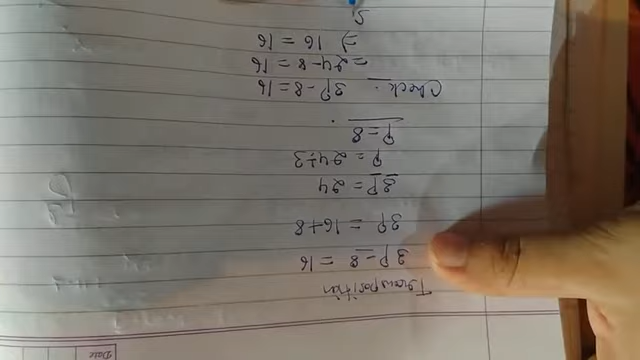 Date
Transposition
3P - 8 = 16
3P = 16+8
3P = 24
P = 24÷3
P = 8
Check. 3P - 8 = 16
= 24 - 8 = 16
⇒ 16 = 16